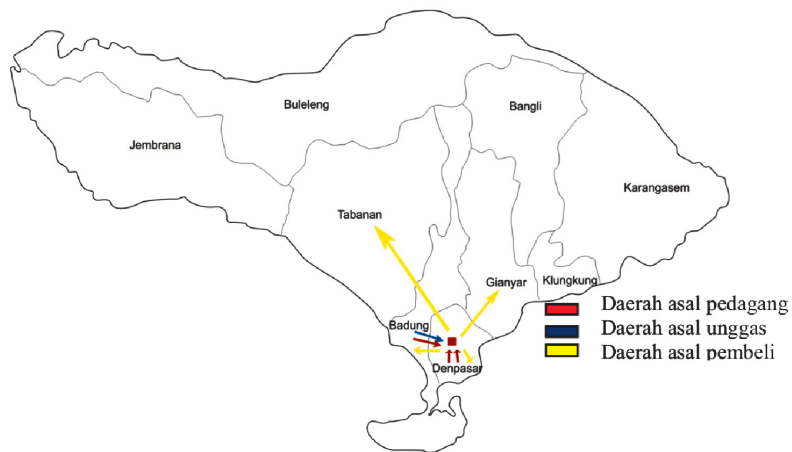 Buleleng
Bangli
Jembrana
Karangasem
Tabanan
Gianyar
Klungkung
Badung
Denpasar
Daerah asal pedagang
Daerah asal unggas
Daerah asal pembeli